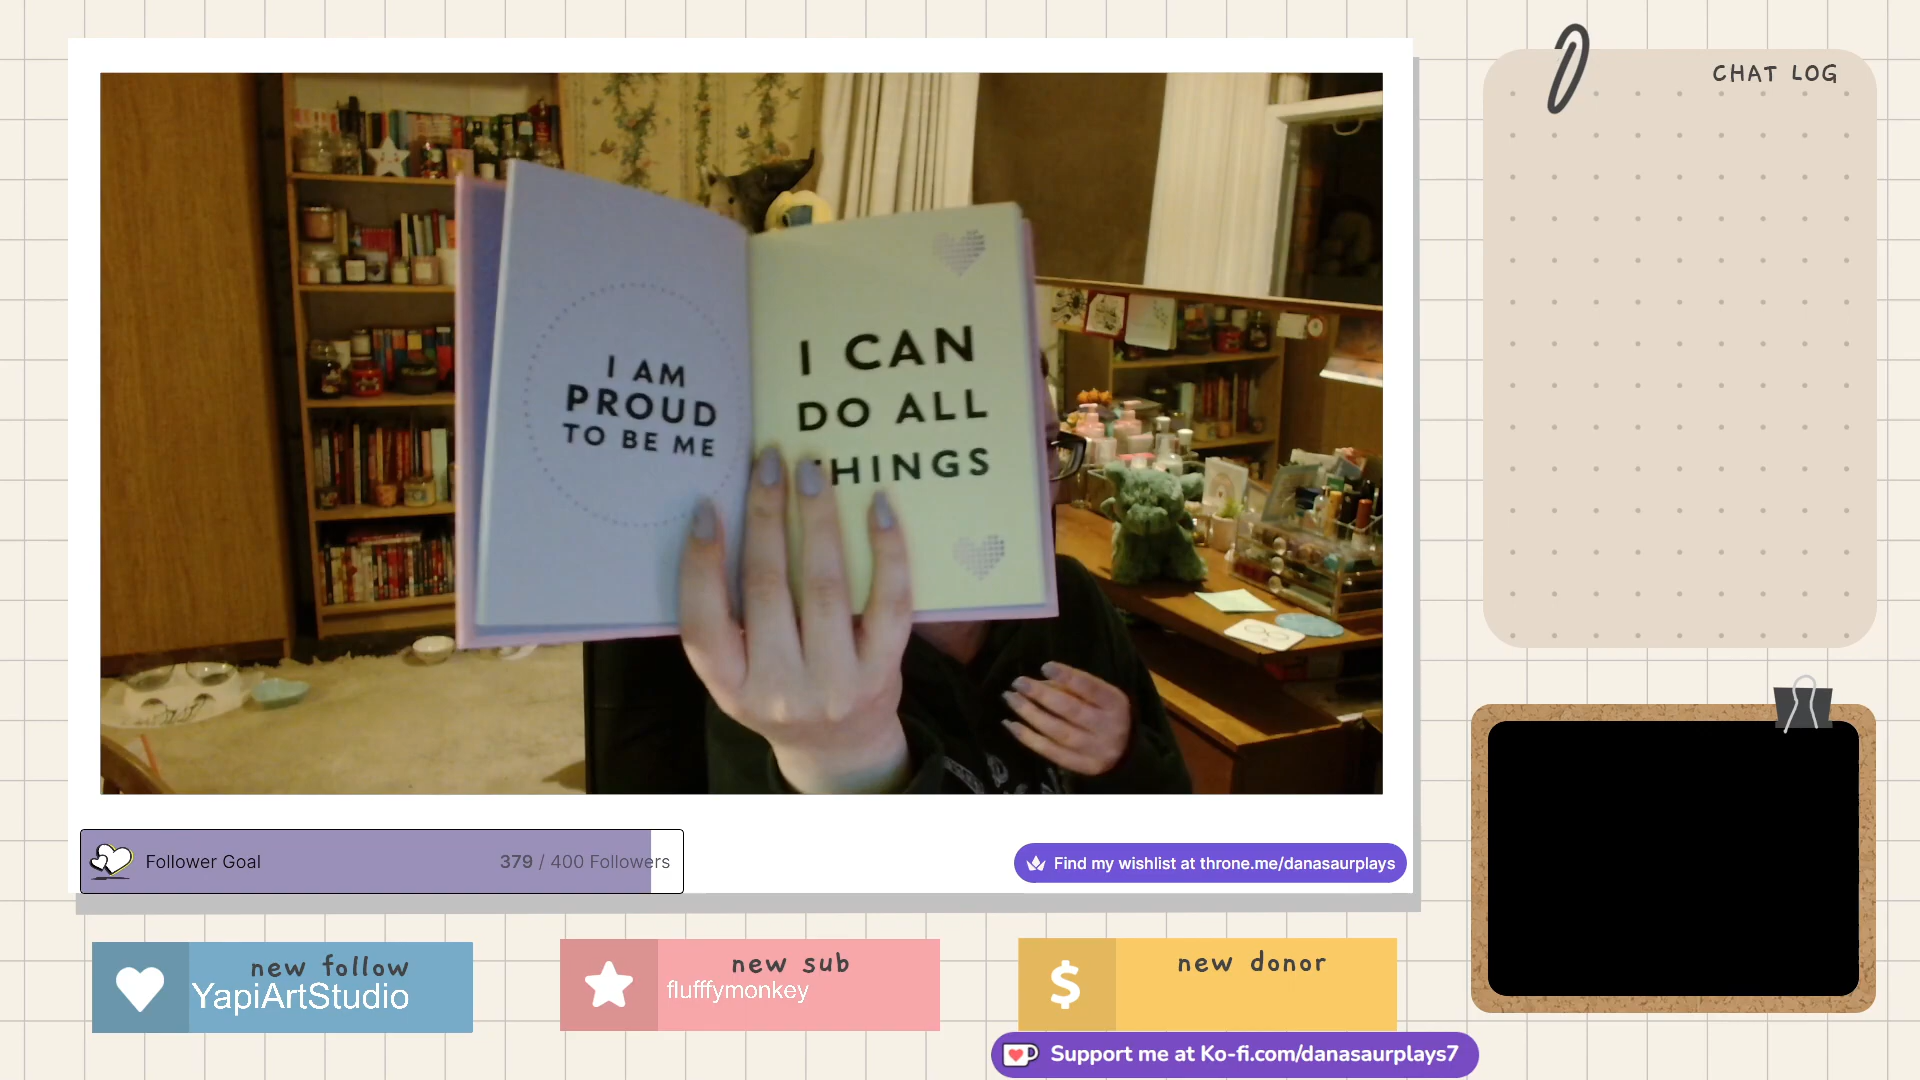 CHAT LOG
I AM
PROUD
TO BE ME
I CAN
DO ALL
THINGS
Follower Goal
379 / 400 Followers
Find my wishlist at throne.me/danasaurplays
new follow
YapiArtStudio
new sub
flufffymonkey
new donor
$
Support me at Ko-fi.com/danasaurplays7